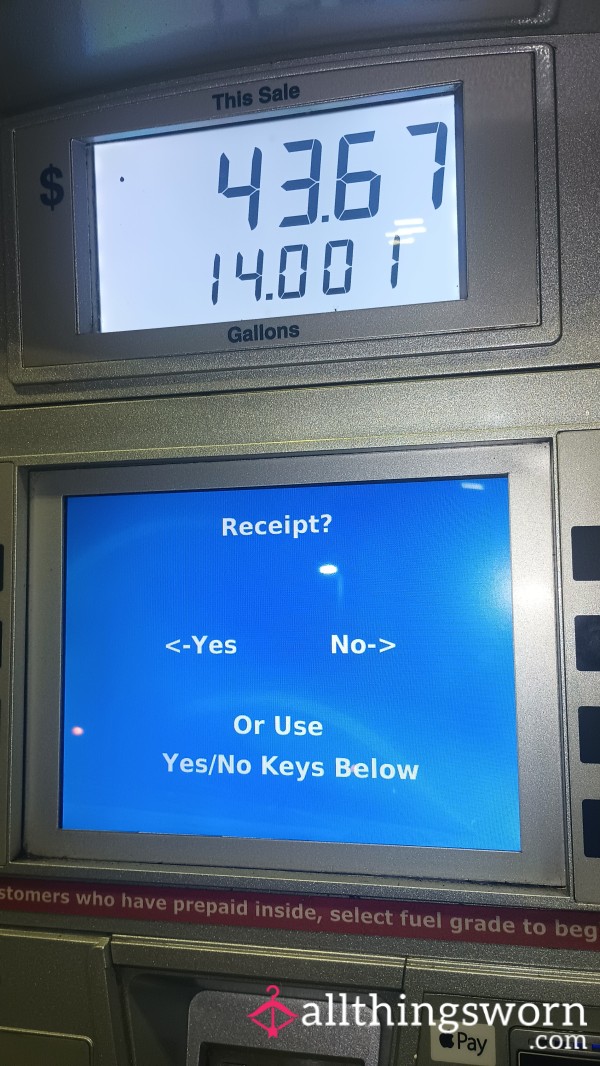 This Sale
$ 43.67
14.001
Gallons
Receipt?
<-Yes No->
Or Use
Yes/No Keys Below
stomers who have prepaid inside, select fuel grade to beg
allthingsworn
.com
Pay